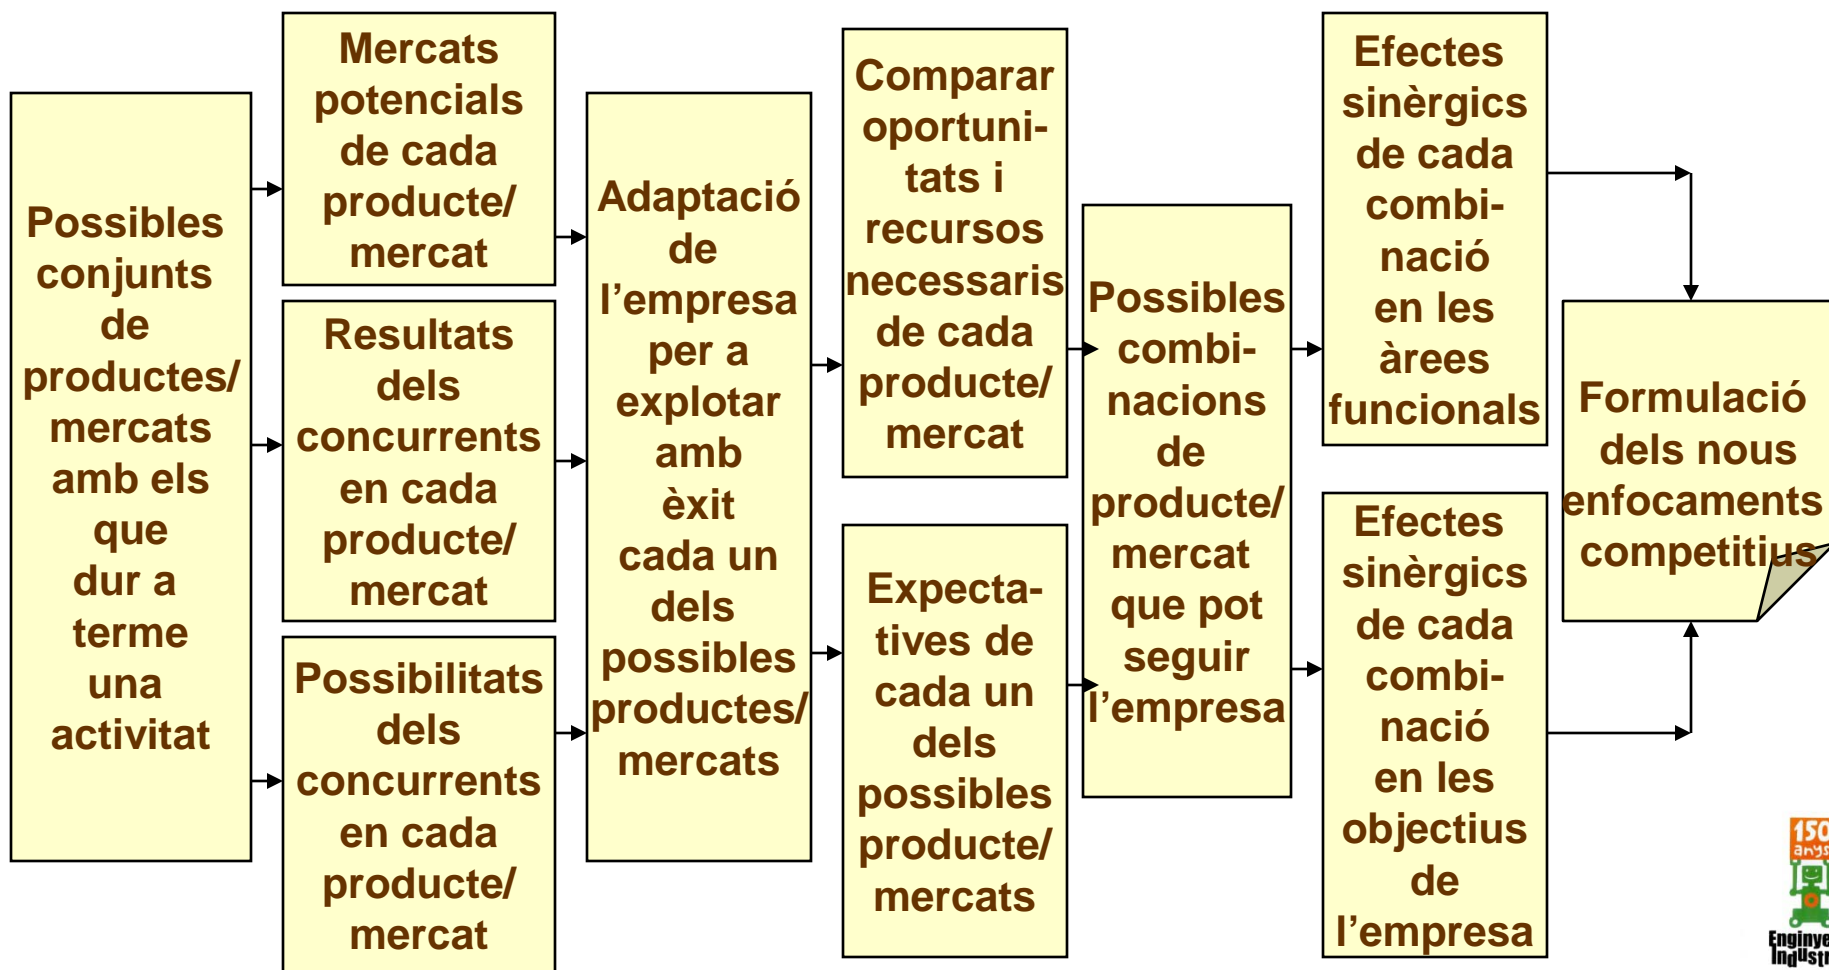 Possibles
conjunts
de
productes/
mercats
amb els
que
dur a
terme
una
activitat
Mercats
potencials
de cada
producte/
mercat
Resultats
dels
concurrents
en cada
producte/
mercat
Possibilitats
dels
concurrents
en cada
producte/
mercat
Adaptació
de
l’empresa
per a
explotar
amb
èxit
cada un
dels
possibles
productes/
mercats
Comparar
oportuni-
tats i
recursos
necessaris
de cada
producte/
mercat
Expecta-
tives de
cada un
dels
possibles
producte/
mercats
Possibles
combi-
nacions
de
producte/
mercat
que pot
seguir
l’empresa
Efectes
sinèrgics
de cada
combi-
nació
en les
àrees
funcionals
Efectes
sinèrgics
de cada
combi-
nació
en les
objectius
de
l’empresa
Formulació
dels nous
enfocaments
competitius
150
anys